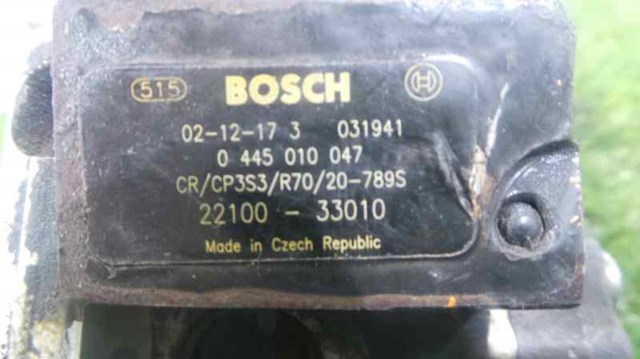 515 BOSCH
02-12-17 3 031941
0 445 010 047
CR/CP3S3/R70/20-789S
22100 - 33010
Made in Czech Republic